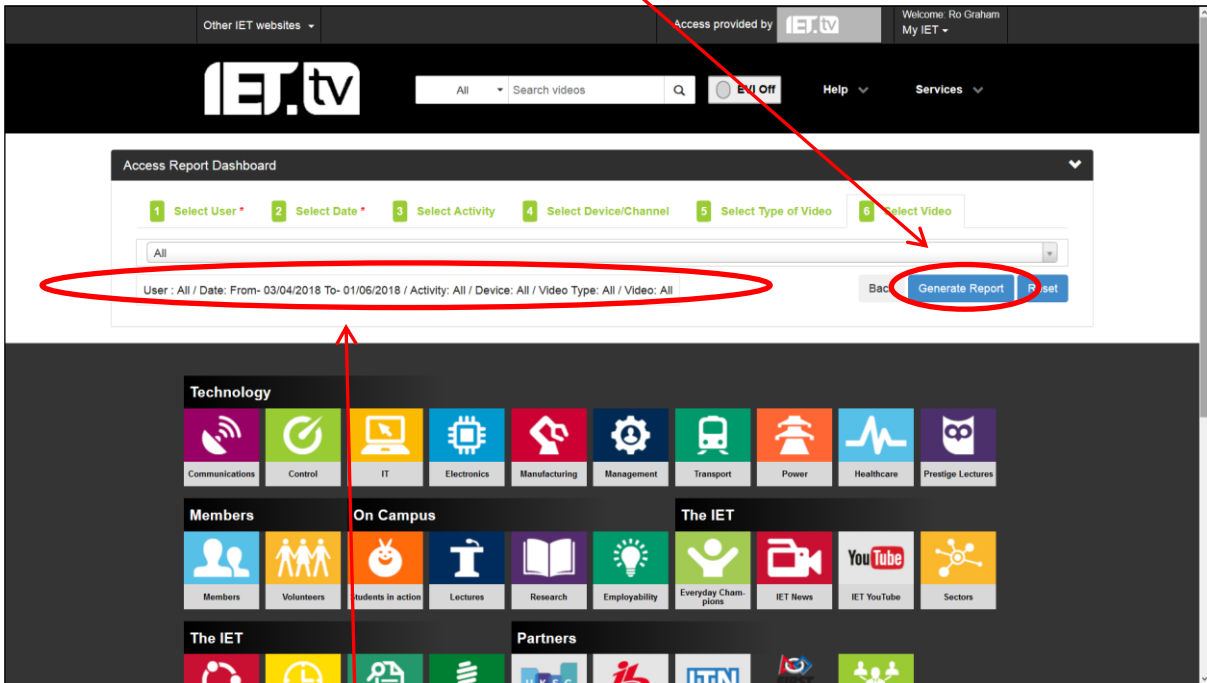 Other IET websites
Access provided by IET.tv
Welcome: Ro Graham
My IET
IET.tv
All
Search videos
EVI Off
Help
Services
Access Report Dashboard
1 Select User *
2 Select Date *
3 Select Activity
4 Select Device/Channel
5 Select Type of Video
6 Select Video
All
User : All / Date: From- 03/04/2018 To- 01/06/2018 / Activity: All / Device: All / Video Type: All / Video: All
Back
Generate Report
Reset
Technology
Communications
Control
IT
Electronics
Manufacturing
Management
Transport
Power
Healthcare
Prestige Lectures
Members
On Campus
The IET
You Tube
Members
Volunteers
Students in action
Lectures
Research
Employability
Everyday Cham-
pions
IET News
IET YouTube
Sectors
The IET
Partners
ITN